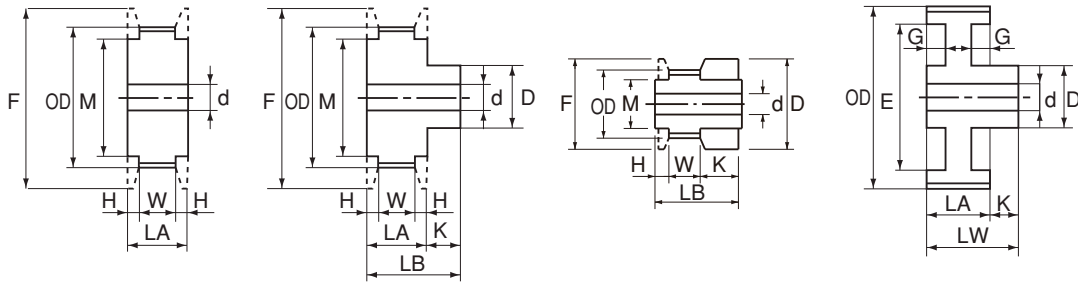 F OD M d
H W H
LA
F OD M d D
H W H
LA K
LB
F OD M d D
H W K
LB
G G
OD E d D
LA K
LW